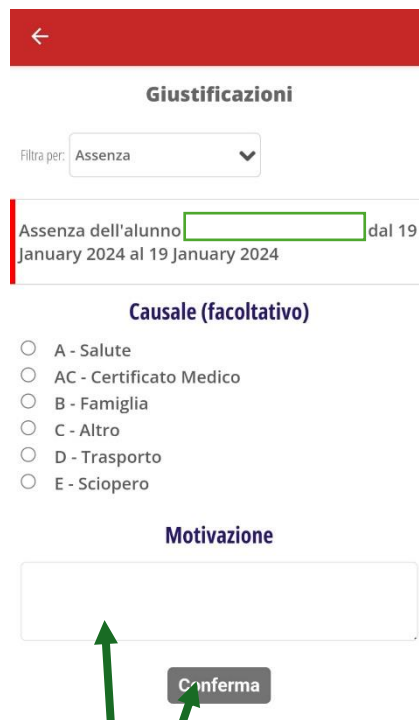 Giustificazioni
Filtra per: Assenza
Assenza dell'alunno dal 19
January 2024 al 19 January 2024
Causale (facoltativo)
A - Salute
AC - Certificato Medico
B - Famiglia
C - Altro
D - Trasporto
E - Sciopero
Motivazione
Conferma